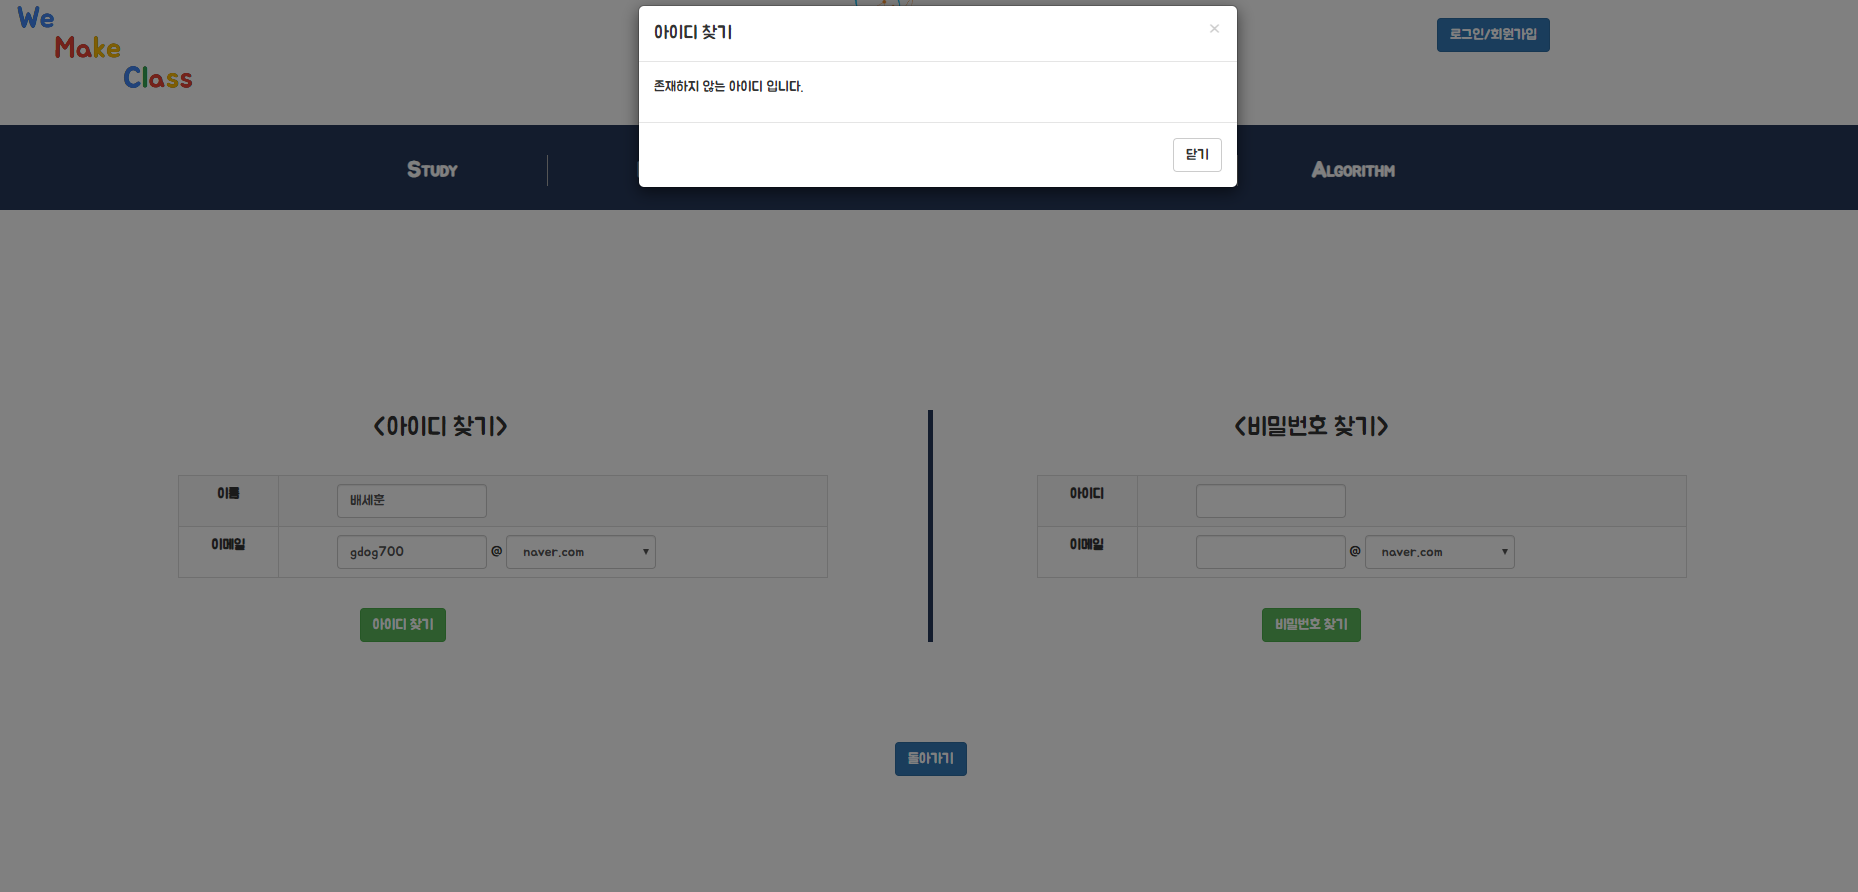 We
Make
Class
아이디 찾기
×
로그인/회원가입
존재하지 않는 아이디 입니다.
닫기
Study
Algorithm
<아이디 찾기>
이름
배세훈
이메일
gdog700 @ naver.com
아이디 찾기
<비밀번호 찾기>
아이디
이메일
@ naver.com
비밀번호 찾기
돌아가기